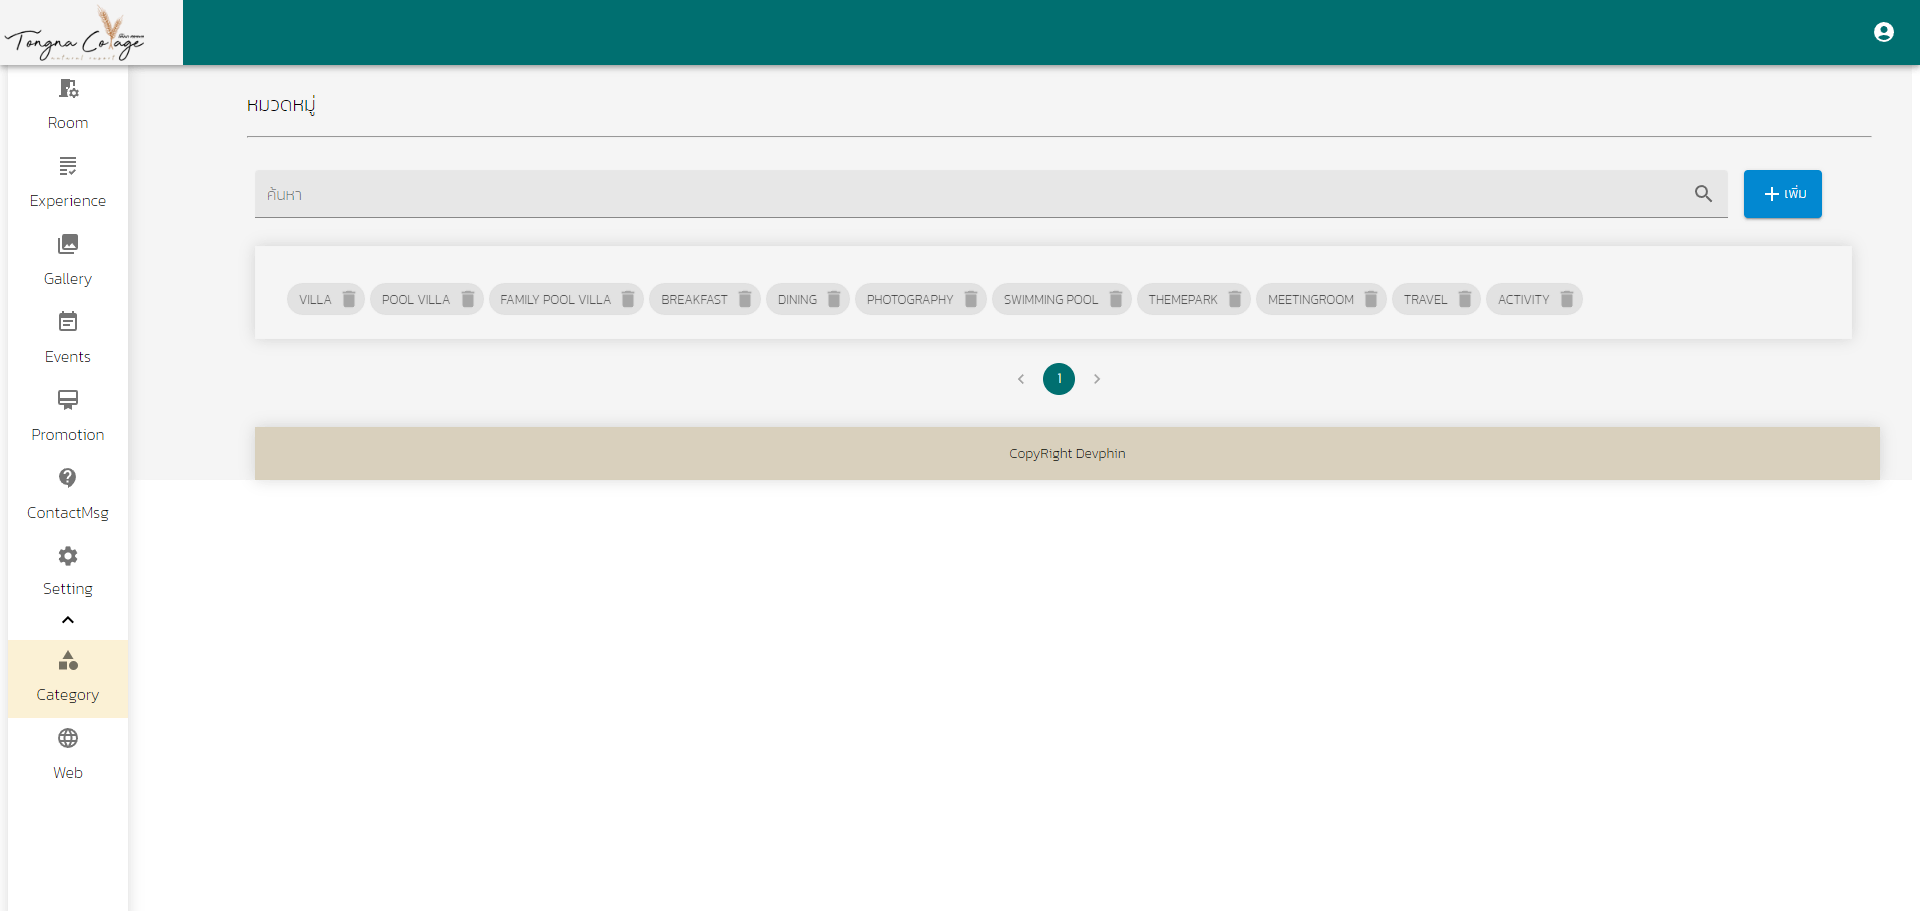 Tongna Cottage
natural resort
Room
Experience
Gallery
Events
Promotion
ContactMsg
Setting
Category
Web
หมวดหมู่
ค้นหา
เพิ่ม
VILLA POOL VILLA FAMILY POOL VILLA BREAKFAST DINING PHOTOGRAPHY SWIMMING POOL THEMEPARK MEETINGROOM TRAVEL ACTIVITY
1
CopyRight Devphin